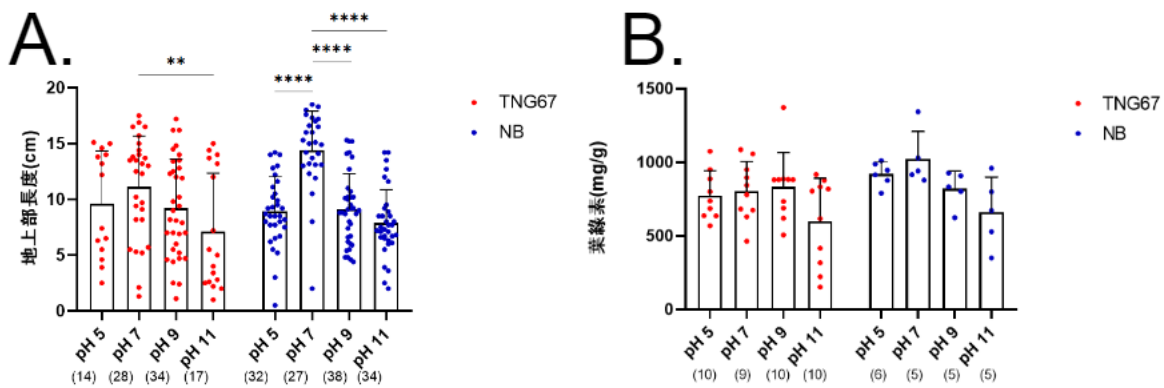 A.
****
**
****
****
20
15
10
5
0
地上部長度(cm)
TNG67
NB
pH 5
pH 7
pH 9
pH 11
pH 5
pH 7
pH 9
pH 11
(14)
(28)
(34)
(17)
(32)
(27)
(38)
(34)
B.
1500
1000
500
0
葉綠素(mg/g)
TNG67
NB
pH 5
pH 7
pH 9
pH 11
pH 5
pH 7
pH 9
pH 11
(10)
(9)
(10)
(10)
(6)
(5)
(5)
(5)